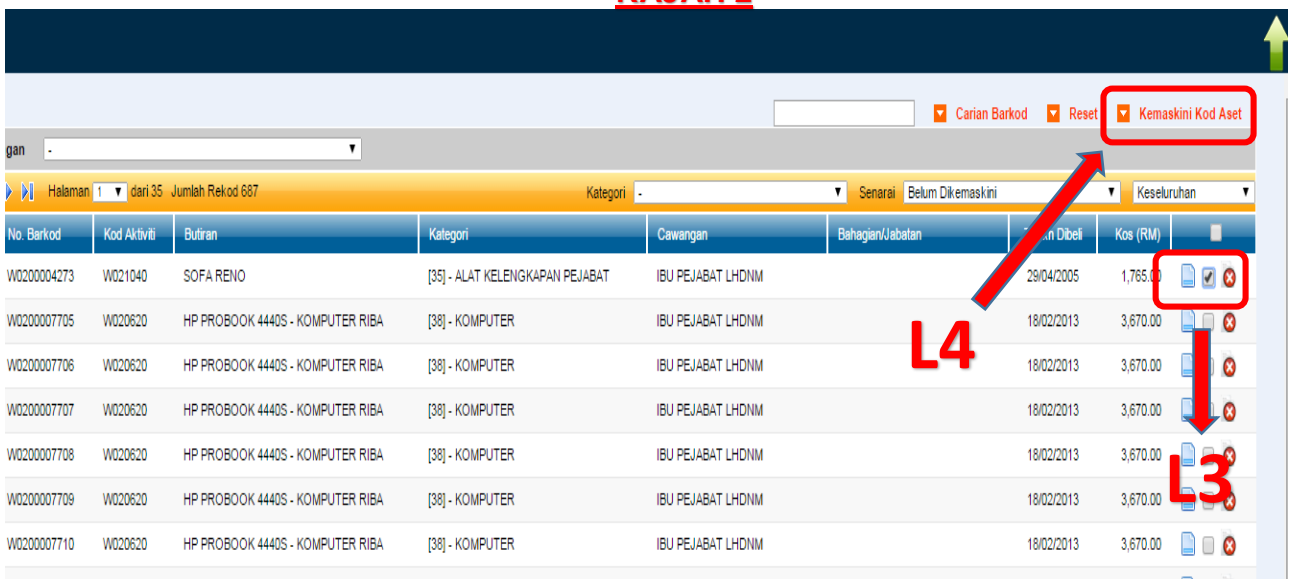 RAJAH 2
Carian Barkod Reset Kemaskini Kod Aset
gan -
Halaman 1 dari 35 Jumlah Rekod 687 Kategori - Senarai Belum Dikemaskini Keseluruhan
No. Barkod Kod Aktiviti Butiran Kategori Cawangan Bahagian/Jabatan Dibeli Kos (RM)
W0200004273 W021040 SOFA RENO [35] - ALAT KELENGKAPAN PEJABAT IBU PEJABAT LHDNM 29/04/2005 1,765.00
W0200007705 W020620 HP PROBOOK 4440S - KOMPUTER RIBA [38] - KOMPUTER IBU PEJABAT LHDNM 18/02/2013 3,670.00
L4
W0200007706 W020620 HP PROBOOK 4440S - KOMPUTER RIBA [38] - KOMPUTER IBU PEJABAT LHDNM 18/02/2013 3,670.00
W0200007707 W020620 HP PROBOOK 4440S - KOMPUTER RIBA [38] - KOMPUTER IBU PEJABAT LHDNM 18/02/2013 3,670.00
W0200007708 W020620 HP PROBOOK 4440S - KOMPUTER RIBA [38] - KOMPUTER IBU PEJABAT LHDNM 18/02/2013 3,670.00
L3
W0200007709 W020620 HP PROBOOK 4440S - KOMPUTER RIBA [38] - KOMPUTER IBU PEJABAT LHDNM 18/02/2013 3,670.00
W0200007710 W020620 HP PROBOOK 4440S - KOMPUTER RIBA [38] - KOMPUTER IBU PEJABAT LHDNM 18/02/2013 3,670.00